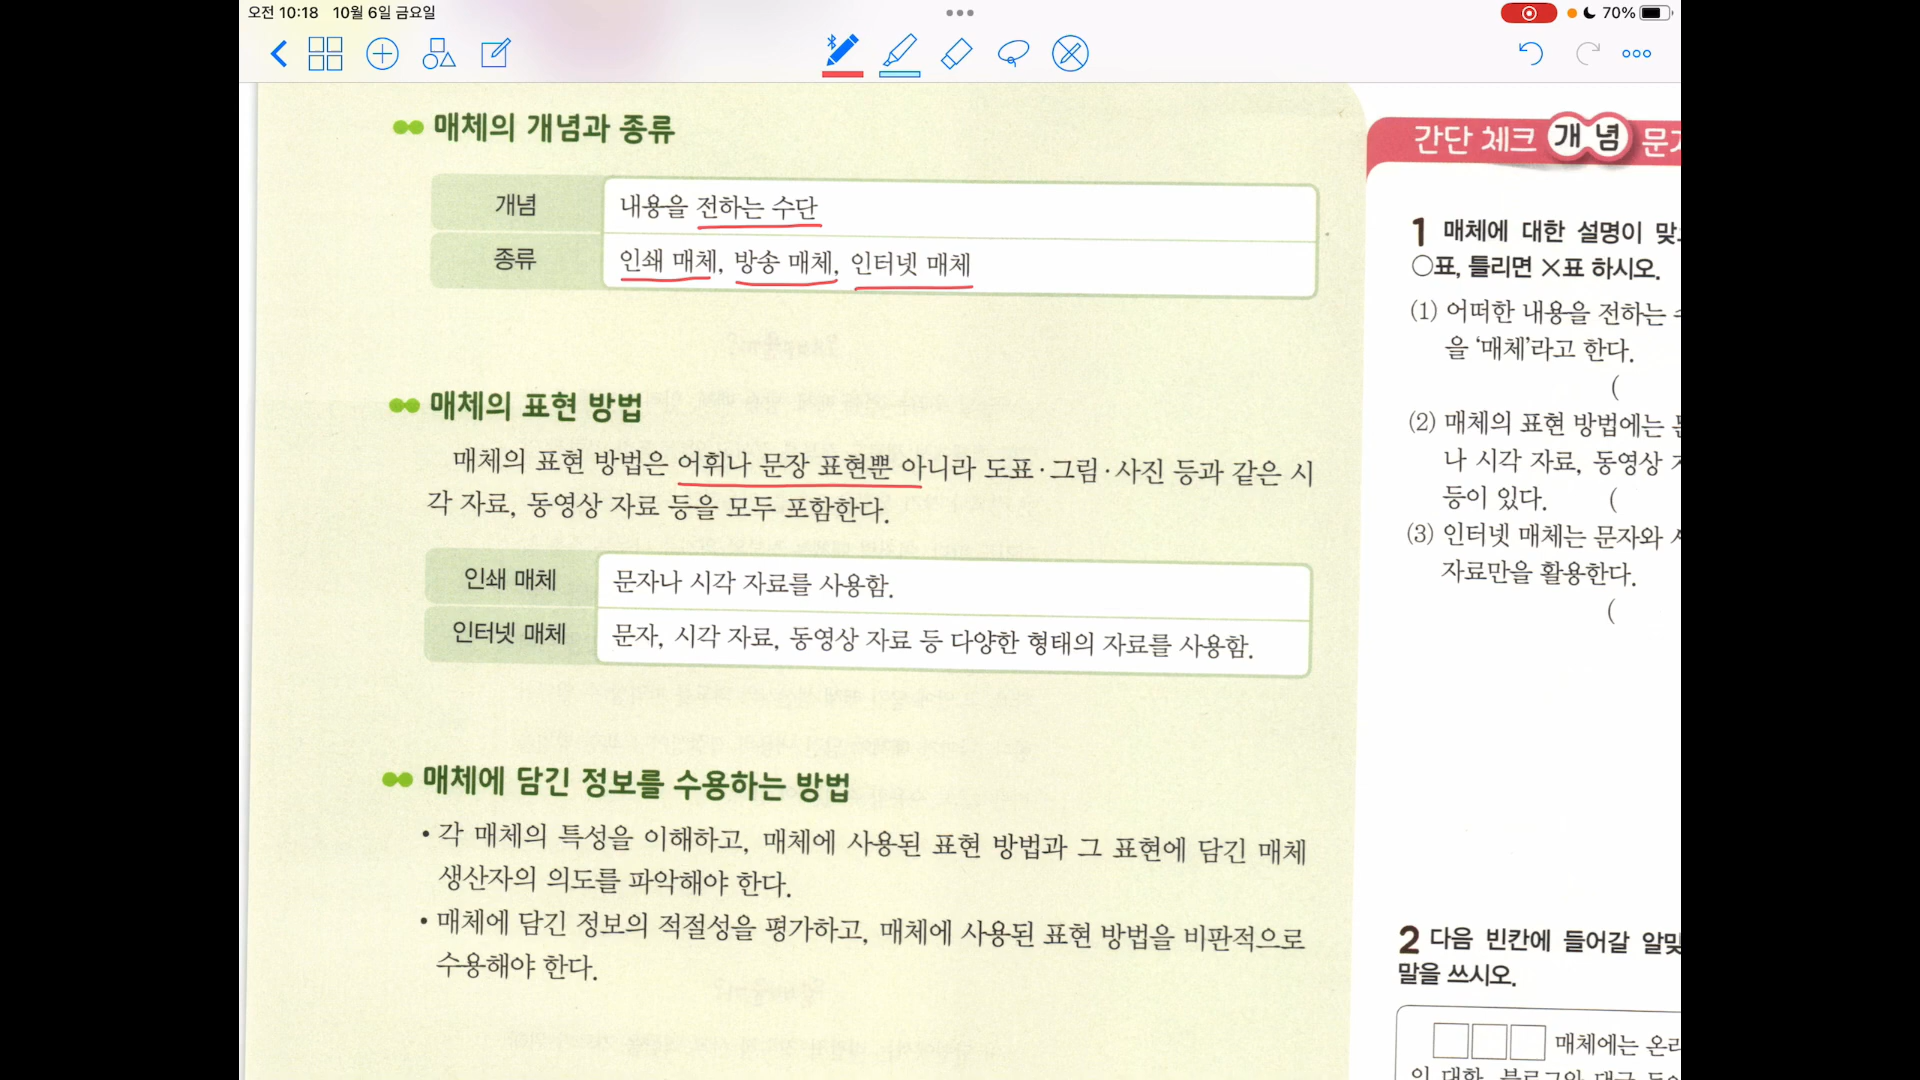 오전 10:18 10월 6일 금요일
70%
매체의 개념과 종류
개념
내용을 전하는 수단
종류
인쇄 매체, 방송 매체, 인터넷 매체
매체의 표현 방법
매체의 표현 방법은 어휘나 문장 표현뿐 아니라 도표·그림·사진 등과 같은 시
각 자료, 동영상 자료 등을 모두 포함한다.
인쇄 매체
문자나 시각 자료를 사용함.
인터넷 매체
문자, 시각 자료, 동영상 자료 등 다양한 형태의 자료를 사용함.
매체에 담긴 정보를 수용하는 방법
• 각 매체의 특성을 이해하고, 매체에 사용된 표현 방법과 그 표현에 담긴 매체
생산자의 의도를 파악해야 한다.
• 매체에 담긴 정보의 적절성을 평가하고, 매체에 사용된 표현 방법을 비판적으로
수용해야 한다.
간단 체크 개념
1 매체에 대한 설명이 
○표, 틀리면 ×표 하시오.
(1) 어떠한 내용을 전하는
을 ‘매체’라고 한다.
(
(2) 매체의 표현 방법에는
나 시각 자료, 동영상
등이 있다. (
(3) 인터넷 매체는 문자와
자료만을 활용한다.
(
2 다음 빈칸에 들어갈
말을 쓰시오.
매체에는